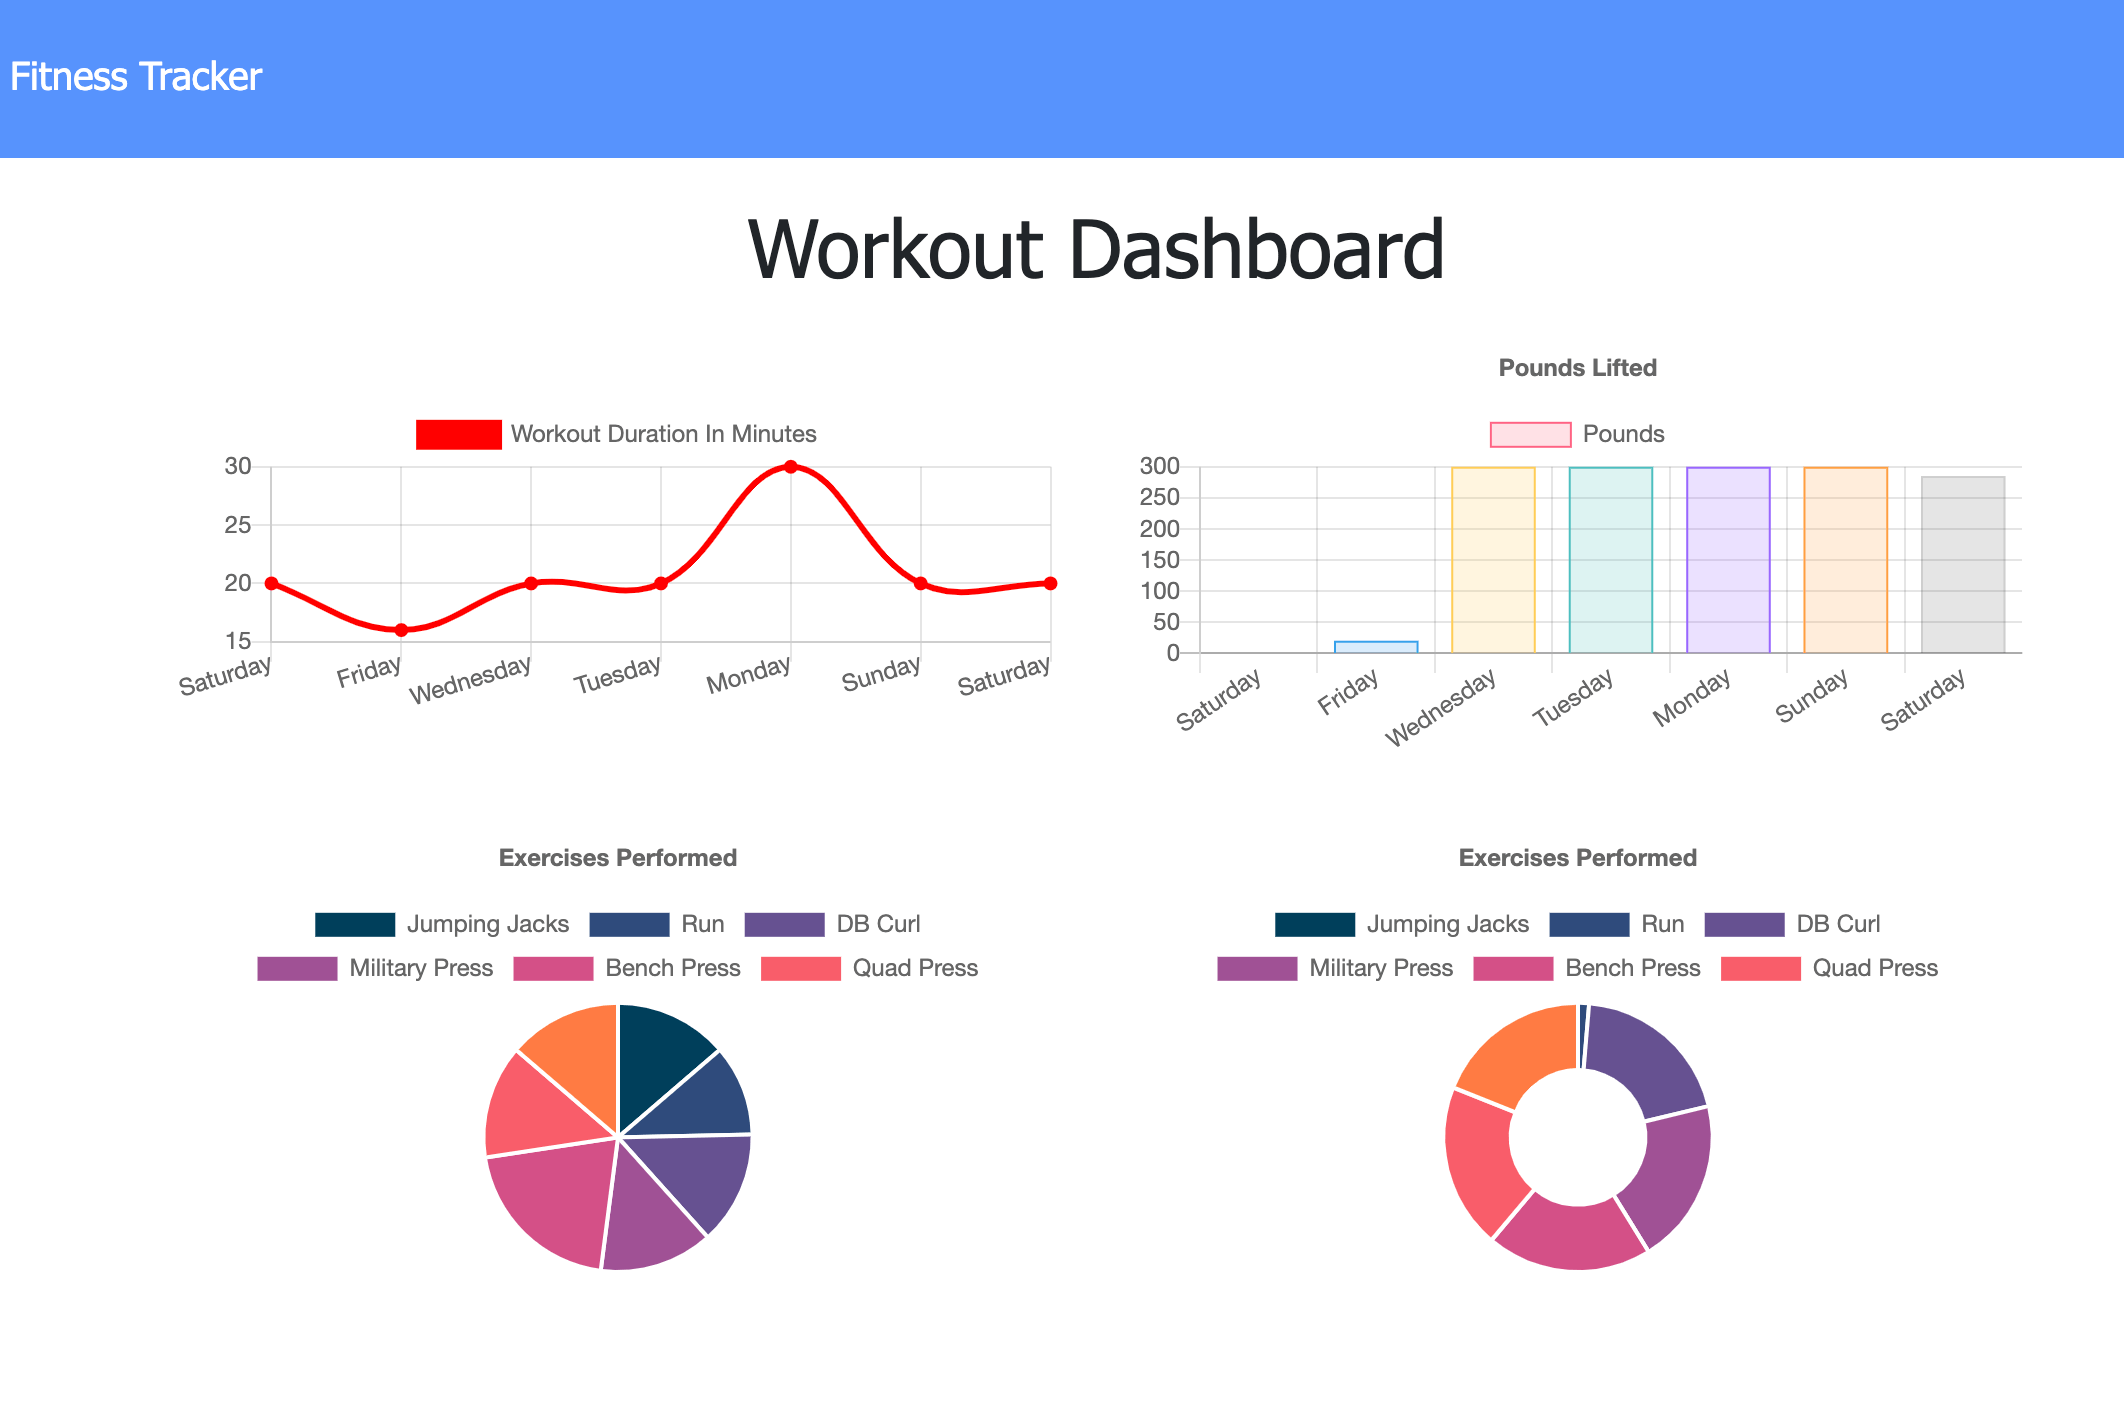 Fitness Tracker
Workout Dashboard
Workout Duration In Minutes
30
25
20
15
Saturday Friday Wednesday Tuesday Monday Sunday Saturday
Pounds Lifted
Pounds
300
250
200
150
100
50
0
Saturday Friday Wednesday Tuesday Monday Sunday Saturday
Exercises Performed
Jumping Jacks Run DB Curl
Military Press Bench Press Quad Press
Exercises Performed
Jumping Jacks Run DB Curl
Military Press Bench Press Quad Press